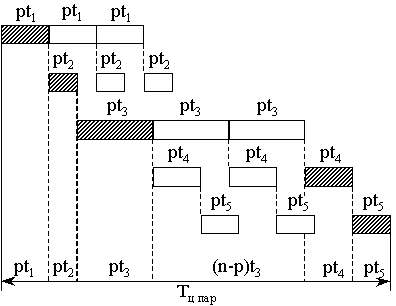 pt₁ pt₁ pt₁
pt₂ pt₂ pt₂
pt₃ pt₃ pt₃
pt₄ pt₄ pt₄
pt₅ pt₅ pt₅
pt₁ pt₂ pt₃ (n-p)t₃ pt₄ pt₅
Tц пар